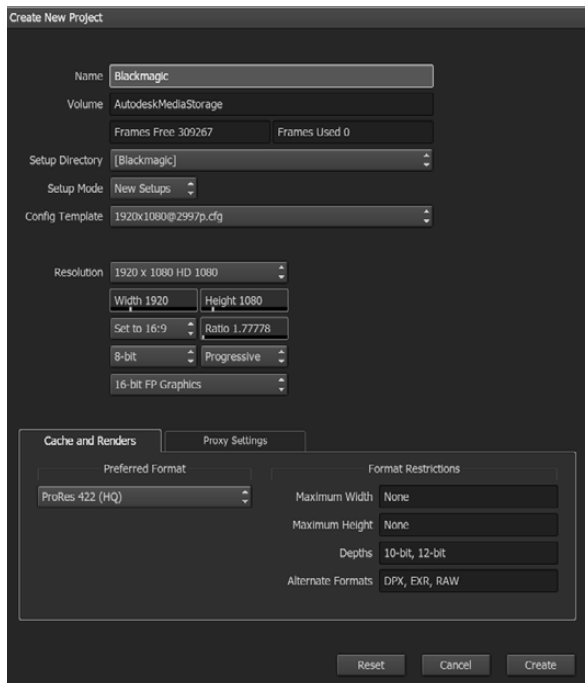 Create New Project
Name Blackmagic
Volume AutodeskMediaStorage
Frames Free 309267 Frames Used 0
Setup Directory [Blackmagic]
Setup Mode New Setups
Config Template 1920x1080@2997p.cfg
Resolution 1920 x 1080 HD 1080
Width 1920 Height 1080
Set to 16:9 Ratio 1.77778
8-bit Progressive
16-bit FP Graphics
Cache and Renders Proxy Settings
Preferred Format Format Restrictions
ProRes 422 (HQ) Maximum Width None
Maximum Height None
Depths 10-bit, 12-bit
Alternate Formats DPX, EXR, RAW
Reset Cancel Create